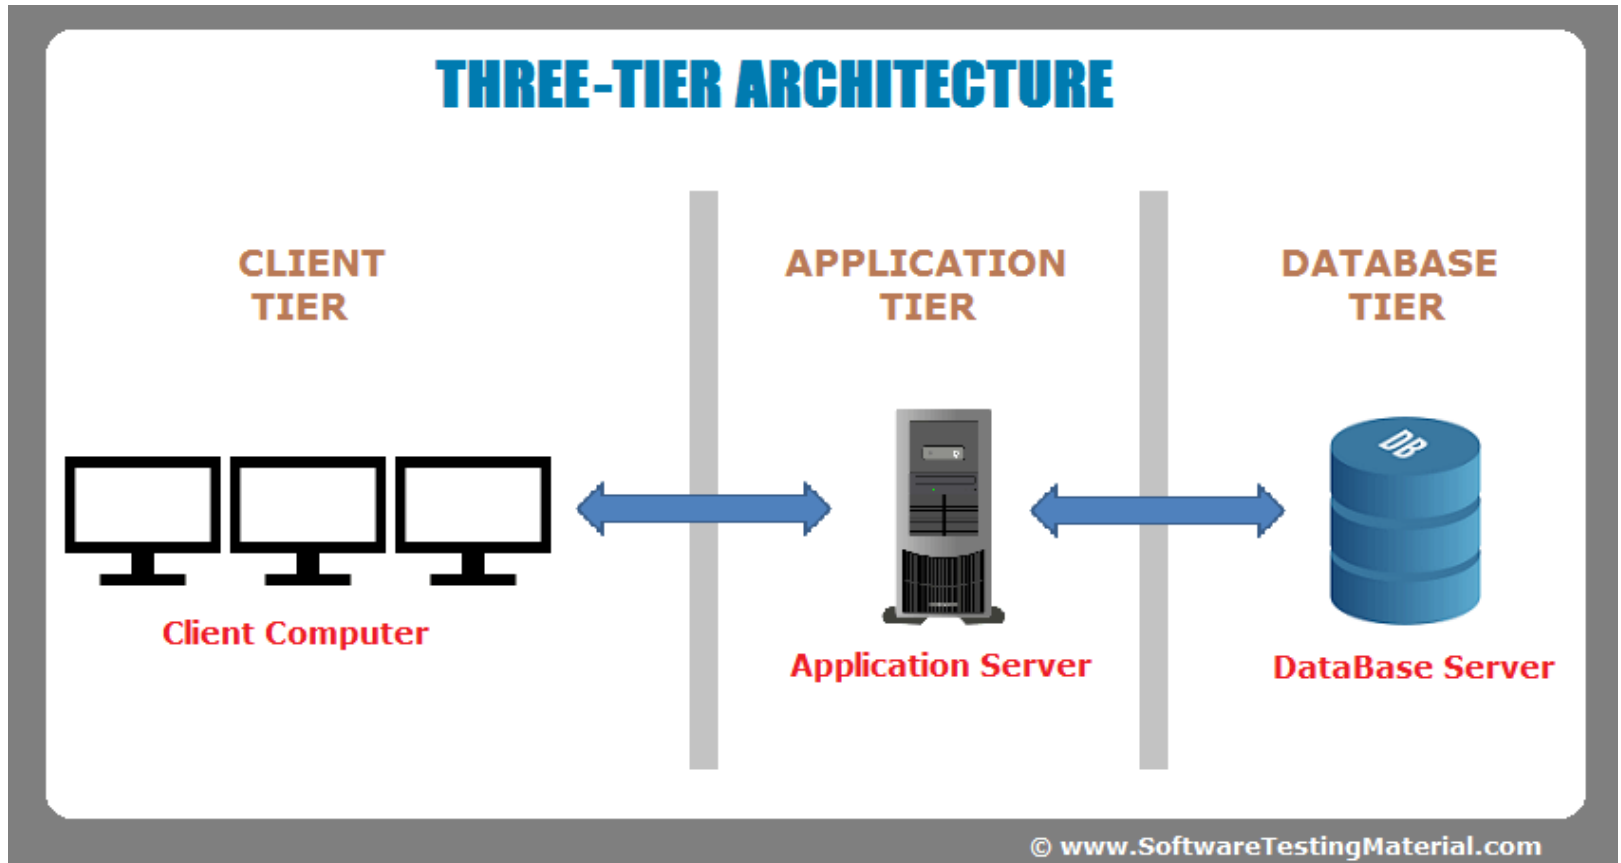 THREE-TIER ARCHITECTURE
CLIENT
TIER
APPLICATION
TIER
DATABASE
TIER
DB
Client Computer
Application Server
DataBase Server
© www.SoftwareTestingMaterial.com